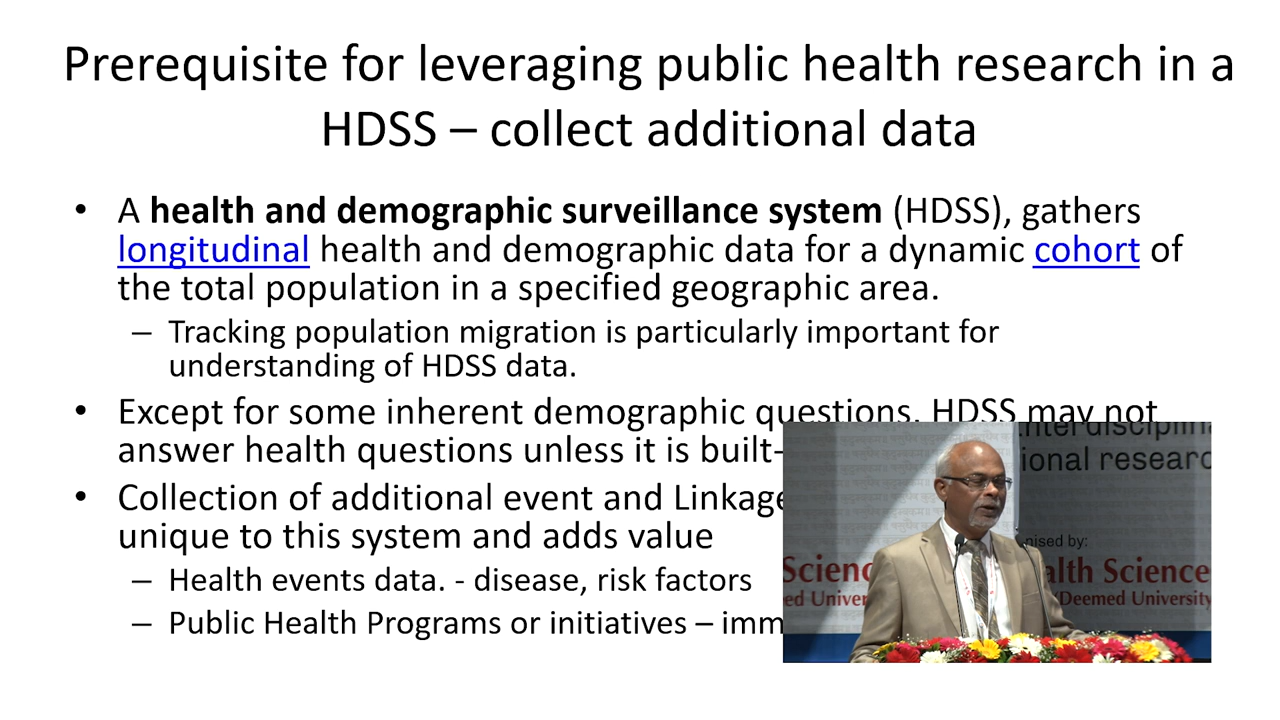 Prerequisite for leveraging public health research in a
HDSS – collect additional data
• A health and demographic surveillance system (HDSS), gathers
longitudinal health and demographic data for a dynamic cohort of
the total population in a specified geographic area.
– Tracking population migration is particularly important for
understanding of HDSS data.
• Except for some inherent demographic questions, HDSS may not
answer health questions unless it is built-
• Collection of additional event and Linkage
unique to this system and adds value
– Health events data. - disease, risk factors
– Public Health Programs or initiatives – imm
interdisciplina
ional researc
nised by:
Scienc
alth Science
ed Univer
(Deemed University